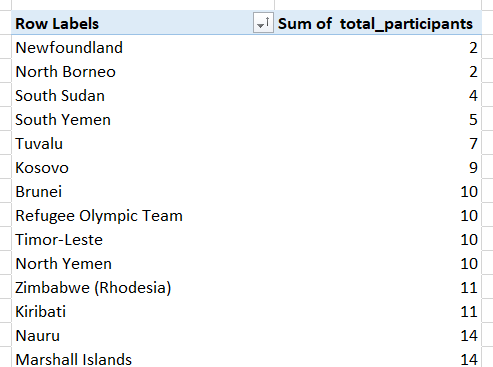 Row Labels Sum of total_participants
Newfoundland 2
North Borneo 2
South Sudan 4
South Yemen 5
Tuvalu 7
Kosovo 9
Brunei 10
Refugee Olympic Team 10
Timor-Leste 10
North Yemen 10
Zimbabwe (Rhodesia) 11
Kiribati 11
Nauru 14
Marshall Islands 14